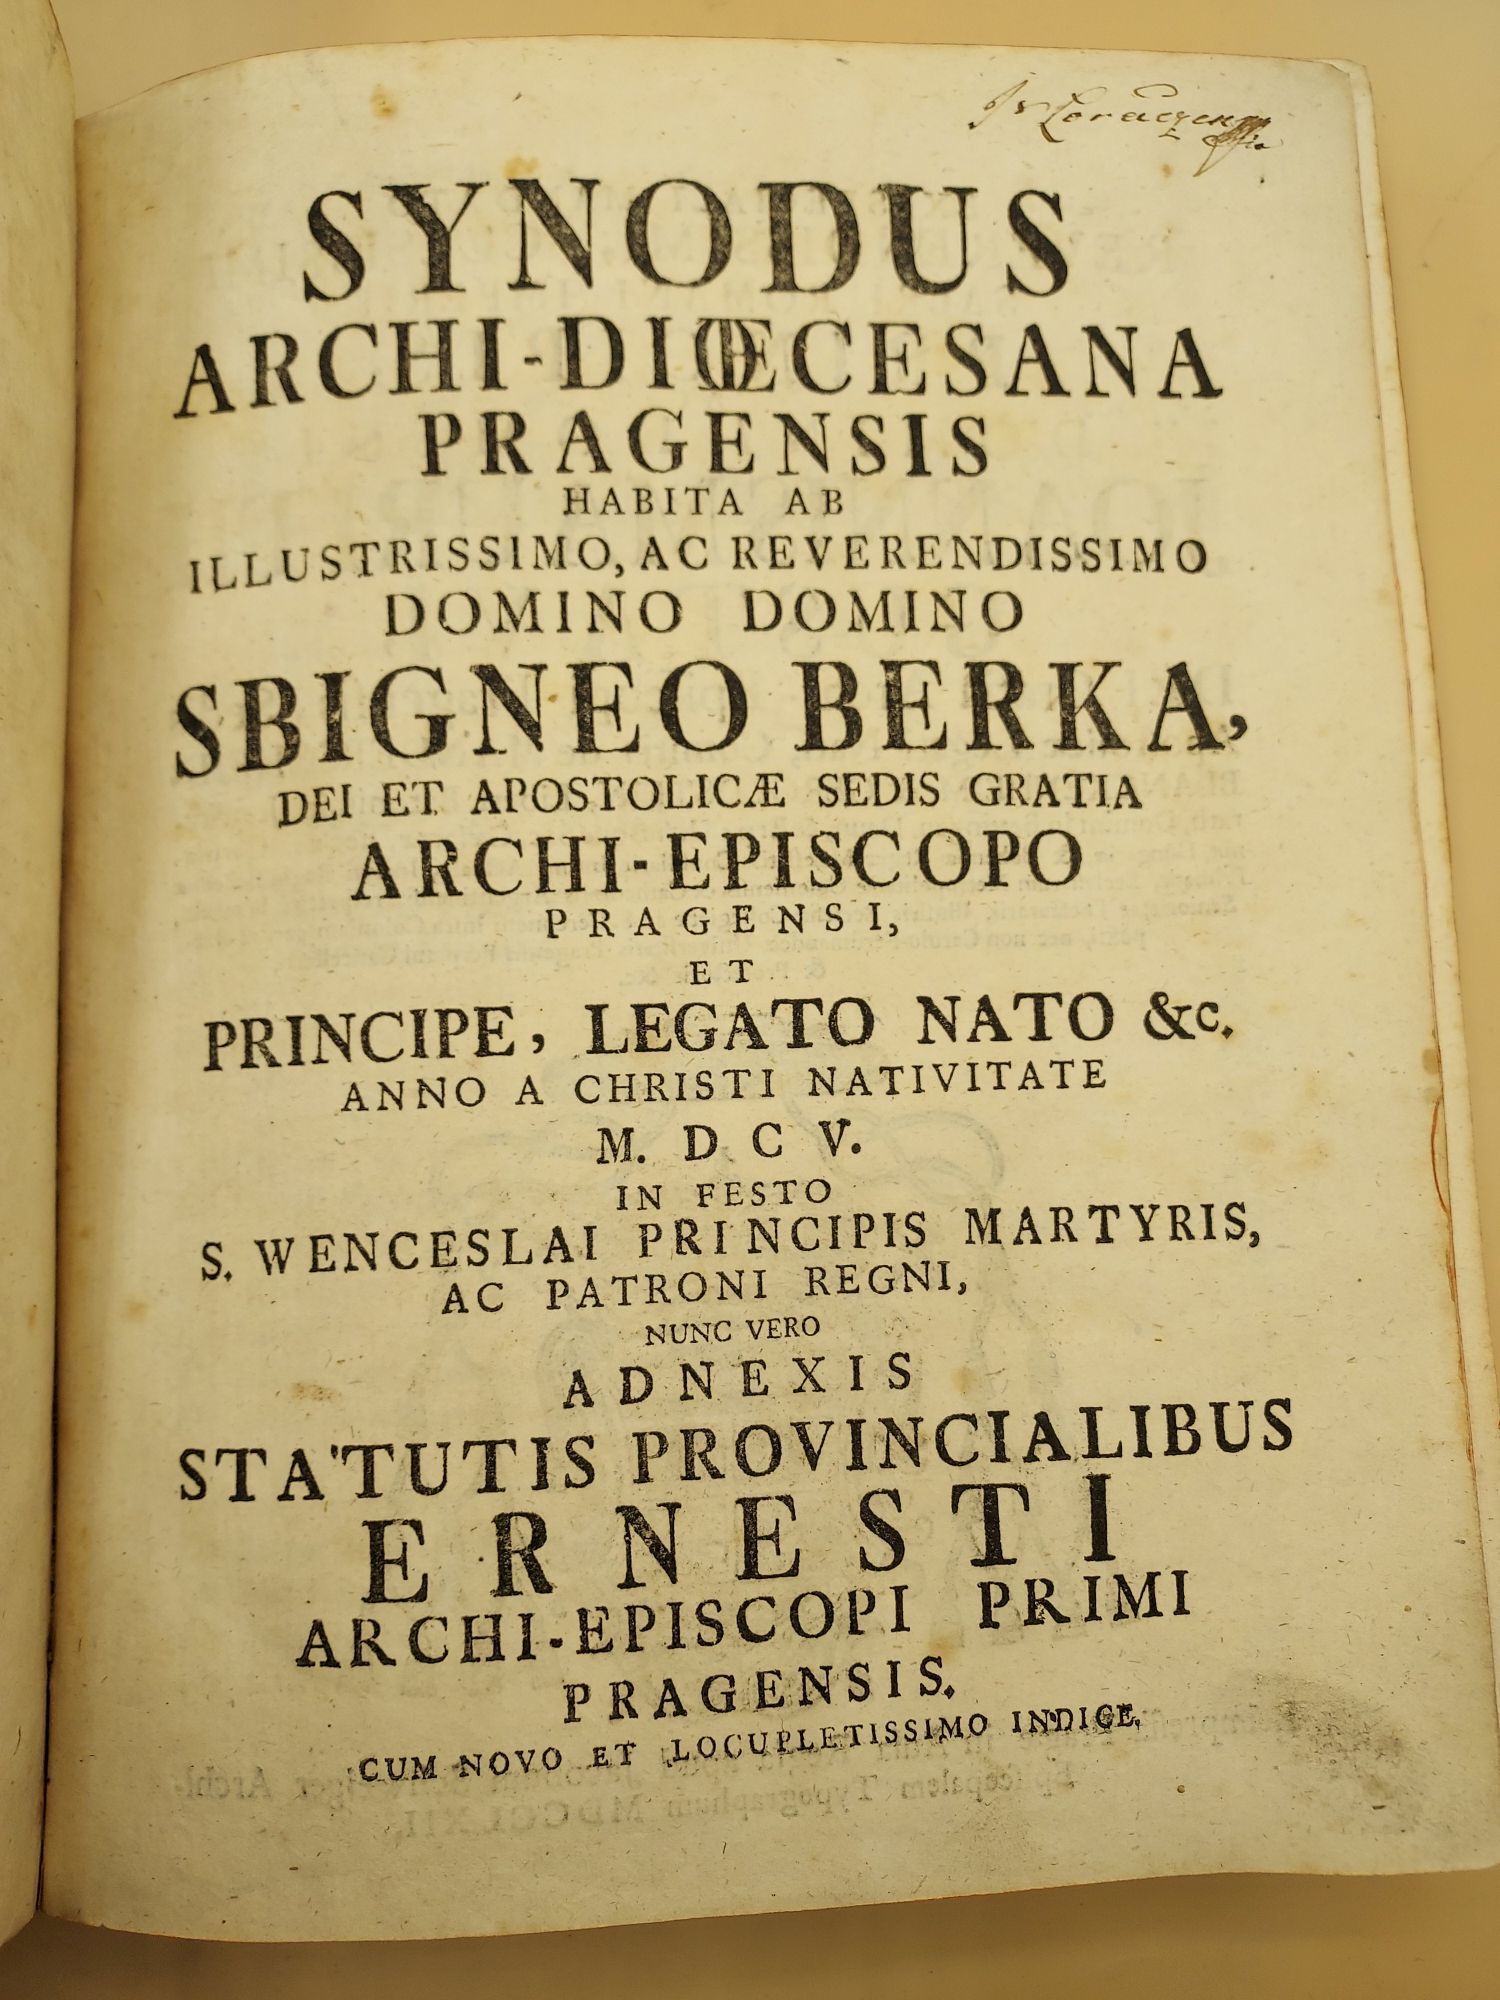 SYNODUS
ARCHI-DIŒCESANA
PRAGENSIS
HABITA AB
ILLUSTRISSIMO, AC REVERENDISSIMO
DOMINO DOMINO
SBIGNEO BERKA,
DEI ET APOSTOLICÆ SEDIS GRATIA
ARCHI-EPISCOPO
PRAGENSI,
ET
PRINCIPE, LEGATO NATO &c.
ANNO A CHRISTI NATIVITATE
M. D C V.
IN FESTO
S. WENCESLAI PRINCIPIS MARTYRIS,
AC PATRONI REGNI,
NUNC VERO
ADNEXIS
STATUTIS PROVINCIALIBUS
ERNESTI
ARCHI-EPISCOPI PRIMI
PRAGENSIS.
CUM NOVO ET LOCUPLETISSIMO INDICE.